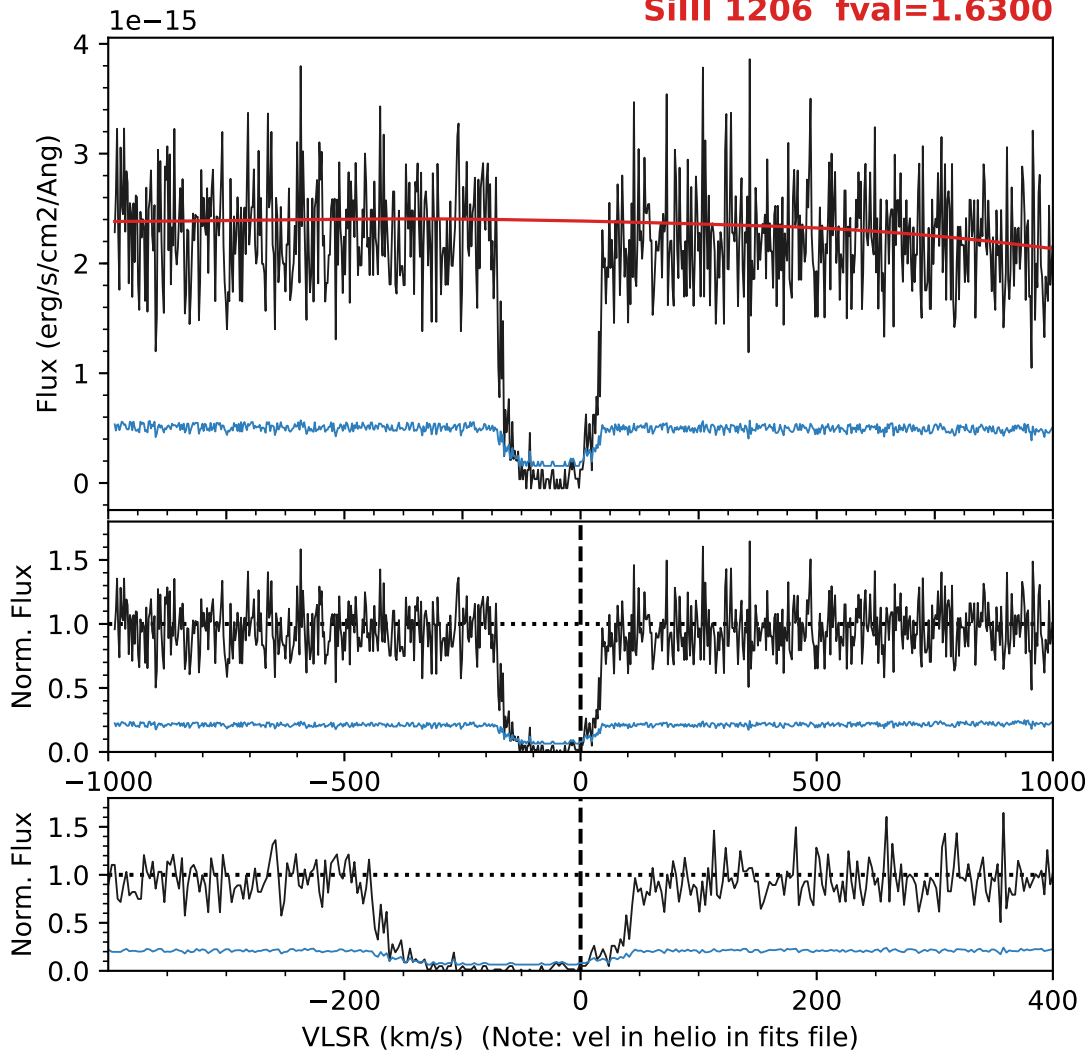 1e−15
SiIII 1206 fval=1.6300
4
3
2
1
0
Flux (erg/s/cm2/Ang)
1.5
1.0
0.5
0.0
Norm. Flux
−1000 −500 0 500 1000
1.5
1.0
0.5
0.0
Norm. Flux
−200 0 200 400
VLSR (km/s) (Note: vel in helio in fits file)